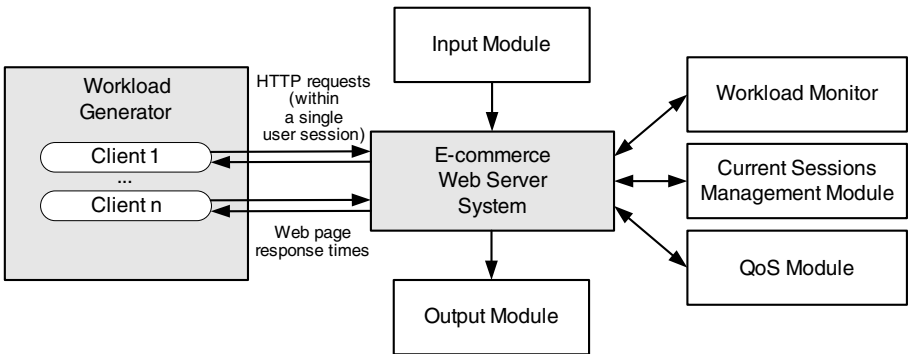 Input Module
Workload
Generator
Client 1
...
Client n
HTTP requests
(within
a single
user session)
Web page
response times
E-commerce
Web Server
System
Output Module
Workload Monitor
Current Sessions
Management Module
QoS Module